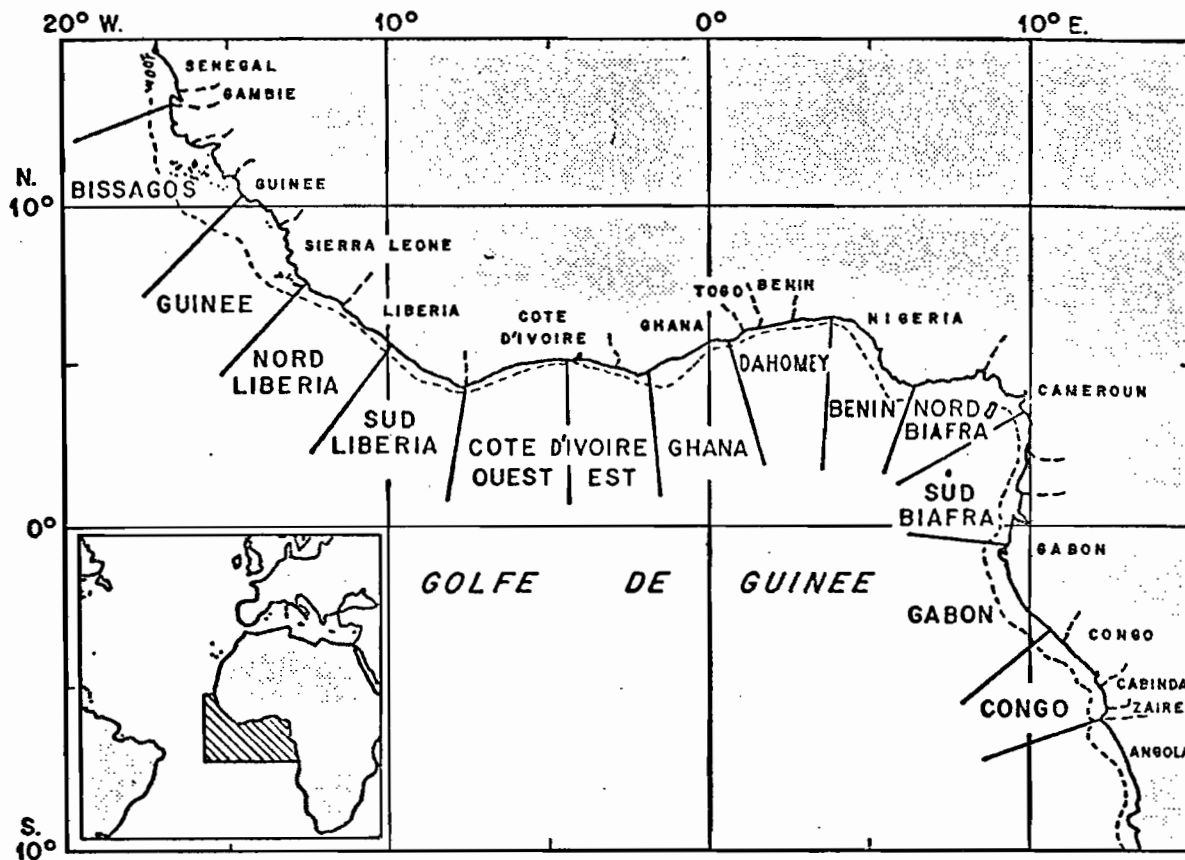 20° W.
10°
0°
10° E.
SENEGAL
GAMBIE
100m
N.
10°
BISSAGOS
GUINEE
SIERRA LEONE
GUINEE
LIBERIA
COTE
D'IVOIRE
GHANA
TOGO
BENIN
NIGERIA
CAMEROUN
NORD
LIBERIA
SUD
LIBERIA
COTE D'IVOIRE
OUEST EST
GHANA
DAHOMEY
BENIN
NORD
BIAFRA
SUD
BIAFRA
0°
GABON
GOLFE DE GUINEE
GABON
CONGO
CABINDA
ZAIRE
CONGO
ANGOLA
S.
10°